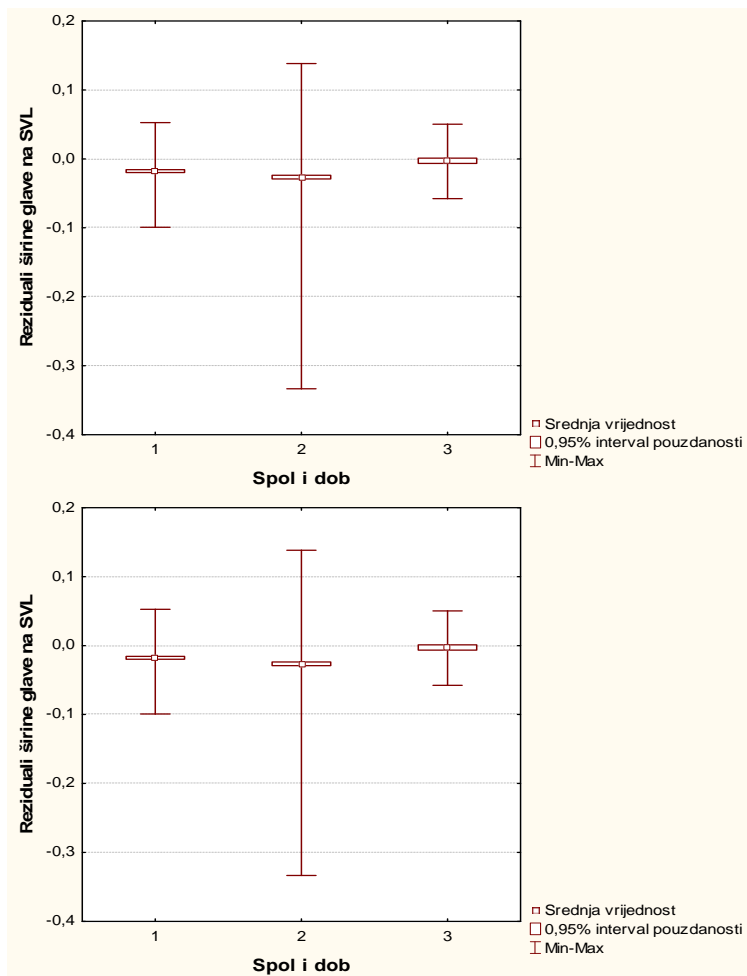 0,2
0,1
0,0
-0,1
-0,2
-0,3
-0,4
Reziduali širine glave na SVL
1 2 3
Spol i dob
Srednja vrijednost
0,95% interval pouzdanosti
Min-Max
0,2
0,1
0,0
-0,1
-0,2
-0,3
-0,4
Reziduali širine glave na SVL
1 2 3
Spol i dob
Srednja vrijednost
0,95% interval pouzdanosti
Min-Max